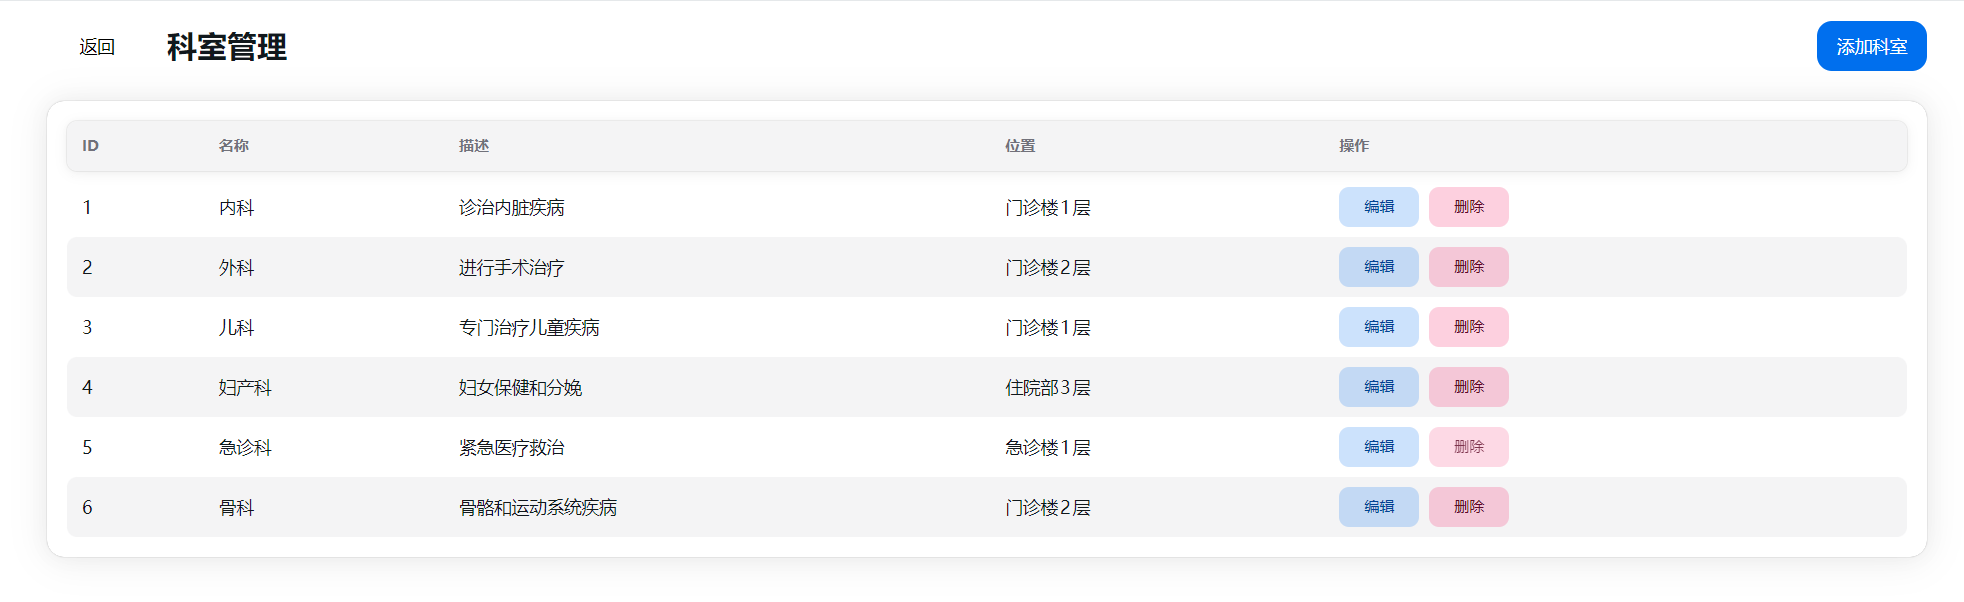 返回 科室管理 添加科室
ID 名称 描述 位置 操作
1 内科 诊治内脏疾病 门诊楼1层 编辑 删除
2 外科 进行手术治疗 门诊楼2层 编辑 删除
3 儿科 专门治疗儿童疾病 门诊楼1层 编辑 删除
4 妇产科 妇女保健和分娩 住院部3层 编辑 删除
5 急诊科 紧急医疗救治 急诊楼1层 编辑 删除
6 骨科 骨骼和运动系统疾病 门诊楼2层 编辑 删除